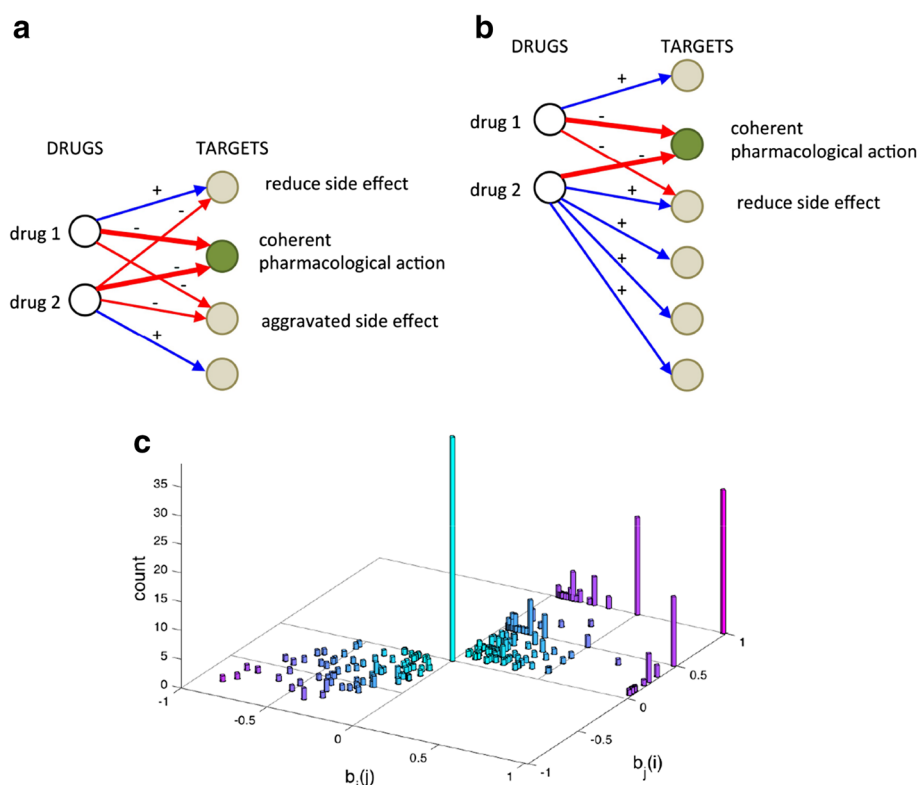 a
DRUGS
TARGETS
drug 1
drug 2
+
-
-
-
-
-
+
reduce side effect
coherent
pharmacological action
aggravated side effect
b
DRUGS
TARGETS
drug 1
drug 2
+
-
-
-
+
+
+
+
coherent
pharmacological action
reduce side effect
c
count
35
30
25
20
15
10
5
0
-1
-0.5
0
0.5
1
b_i(j)
-1
-0.5
0
0.5
1
b_j(i)